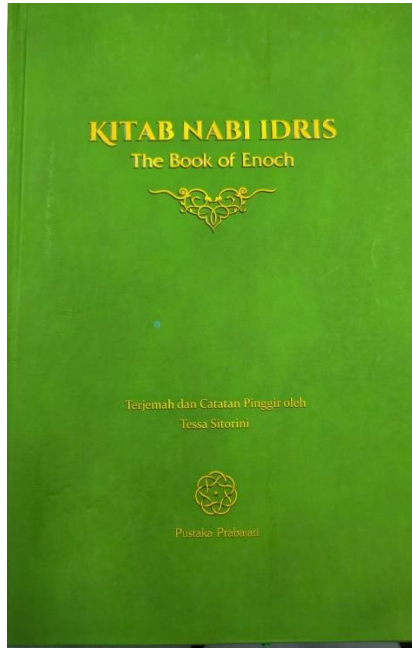 KITAB NABI IDRIS
The Book of Enoch
Terjemah dan Catatan Pinggir oleh
Tessa Sitorini
Pustaka Prabajati